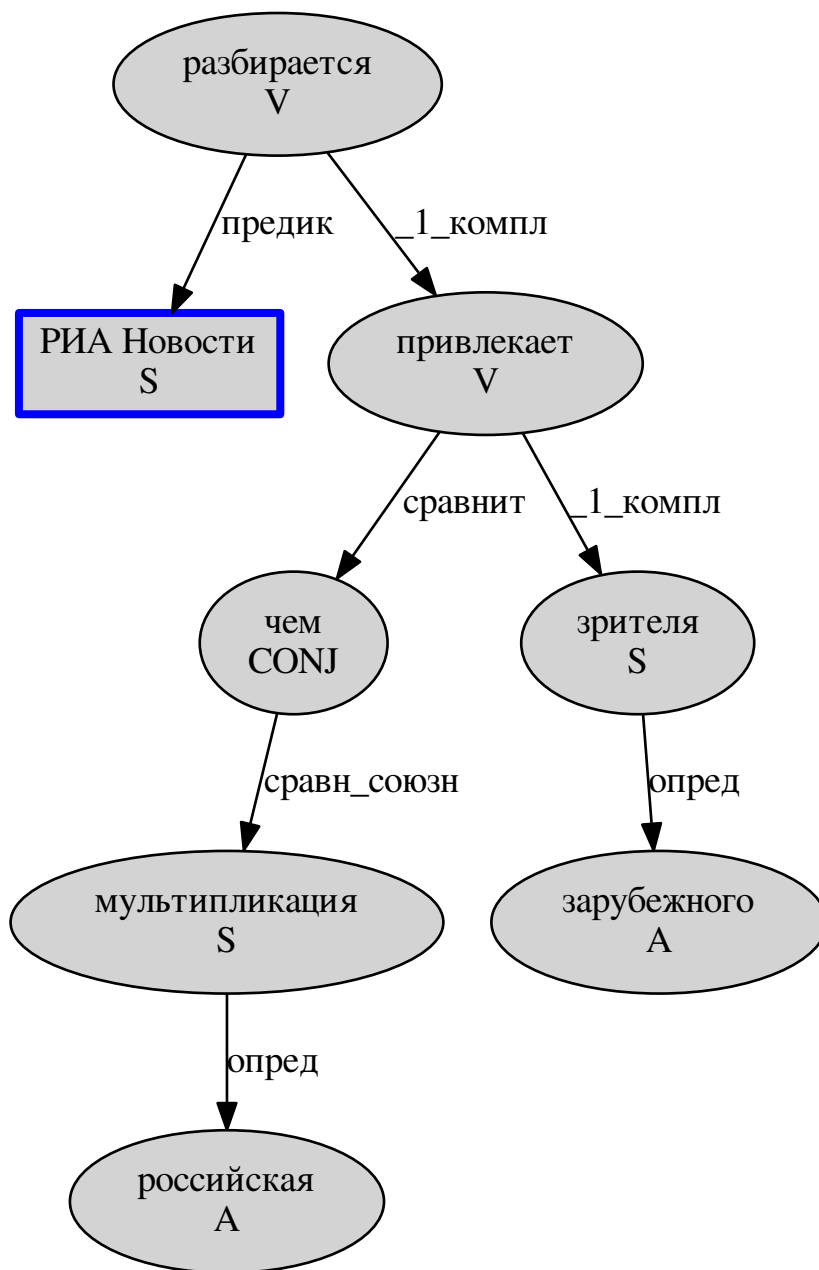 разбирается
V
предик
_1_компл
РИА Новости
S
привлекает
V
сравнит
_1_компл
чем
CONJ
зрителя
S
сравн_союзн
опред
мультипликация
S
зарубежного
A
опред
российская
A